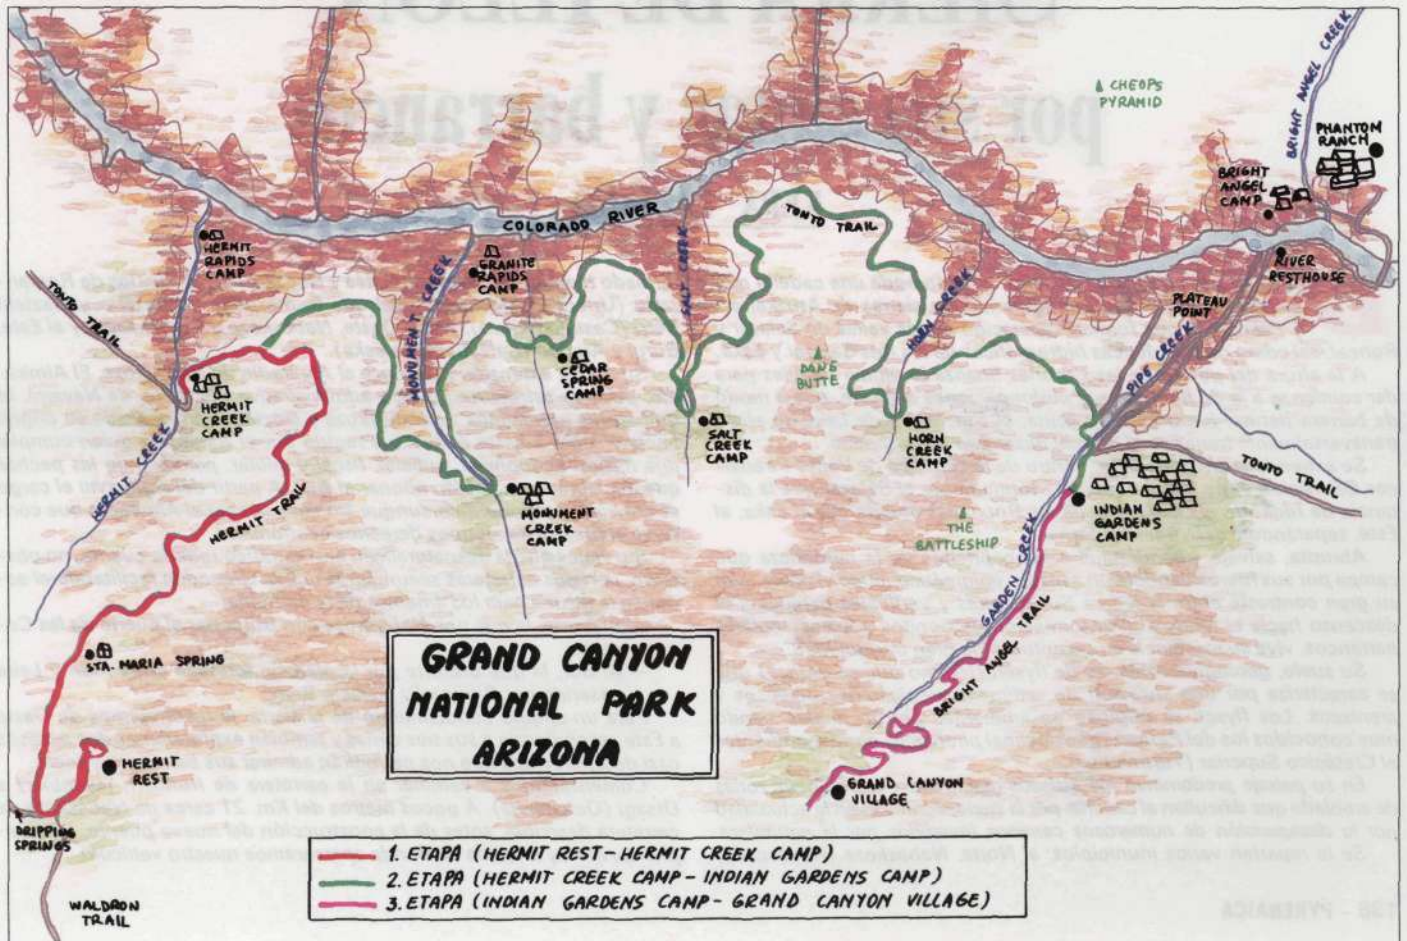 CHEOPS
PYRAMID
BRIGHT ANGEL CREEK
PHANTOM
RANCH
BRIGHT
ANGEL
CAMP
COLORADO RIVER
TONTO TRAIL
HERMIT
RAPIDS
CAMP
GRANITE
RAPIDS
CAMP
RIVER
RESTHOUSE
PLATEAU
POINT
TONTO TRAIL
MONUMENT CREEK
SALT CREEK
HORN CREEK
PIPE CREEK
CEDAR
SPRING
CAMP
DANA
BUTTE
HERMIT
CREEK
CAMP
SALT
CREEK
CAMP
HORN
CREEK
CAMP
TONTO TRAIL
HERMIT CREEK
HERMIT TRAIL
MONUMENT
CREEK
CAMP
THE
BATTLESHIP
INDIAN
GARDENS
CAMP
GARDEN CREEK
BRIGHT ANGEL TRAIL
STA. MARIA SPRING
GRAND CANYON
NATIONAL PARK
ARIZONA
HERMIT
REST
GRAND CANYON
VILLAGE
DRIPPING
SPRINGS
WALDRON
TRAIL
1. ETAPA (HERMIT REST-HERMIT CREEK CAMP)
2. ETAPA (HERMIT CREEK CAMP-INDIAN GARDENS CAMP)
3. ETAPA (INDIAN GARDENS CAMP-GRAND CANYON VILLAGE)